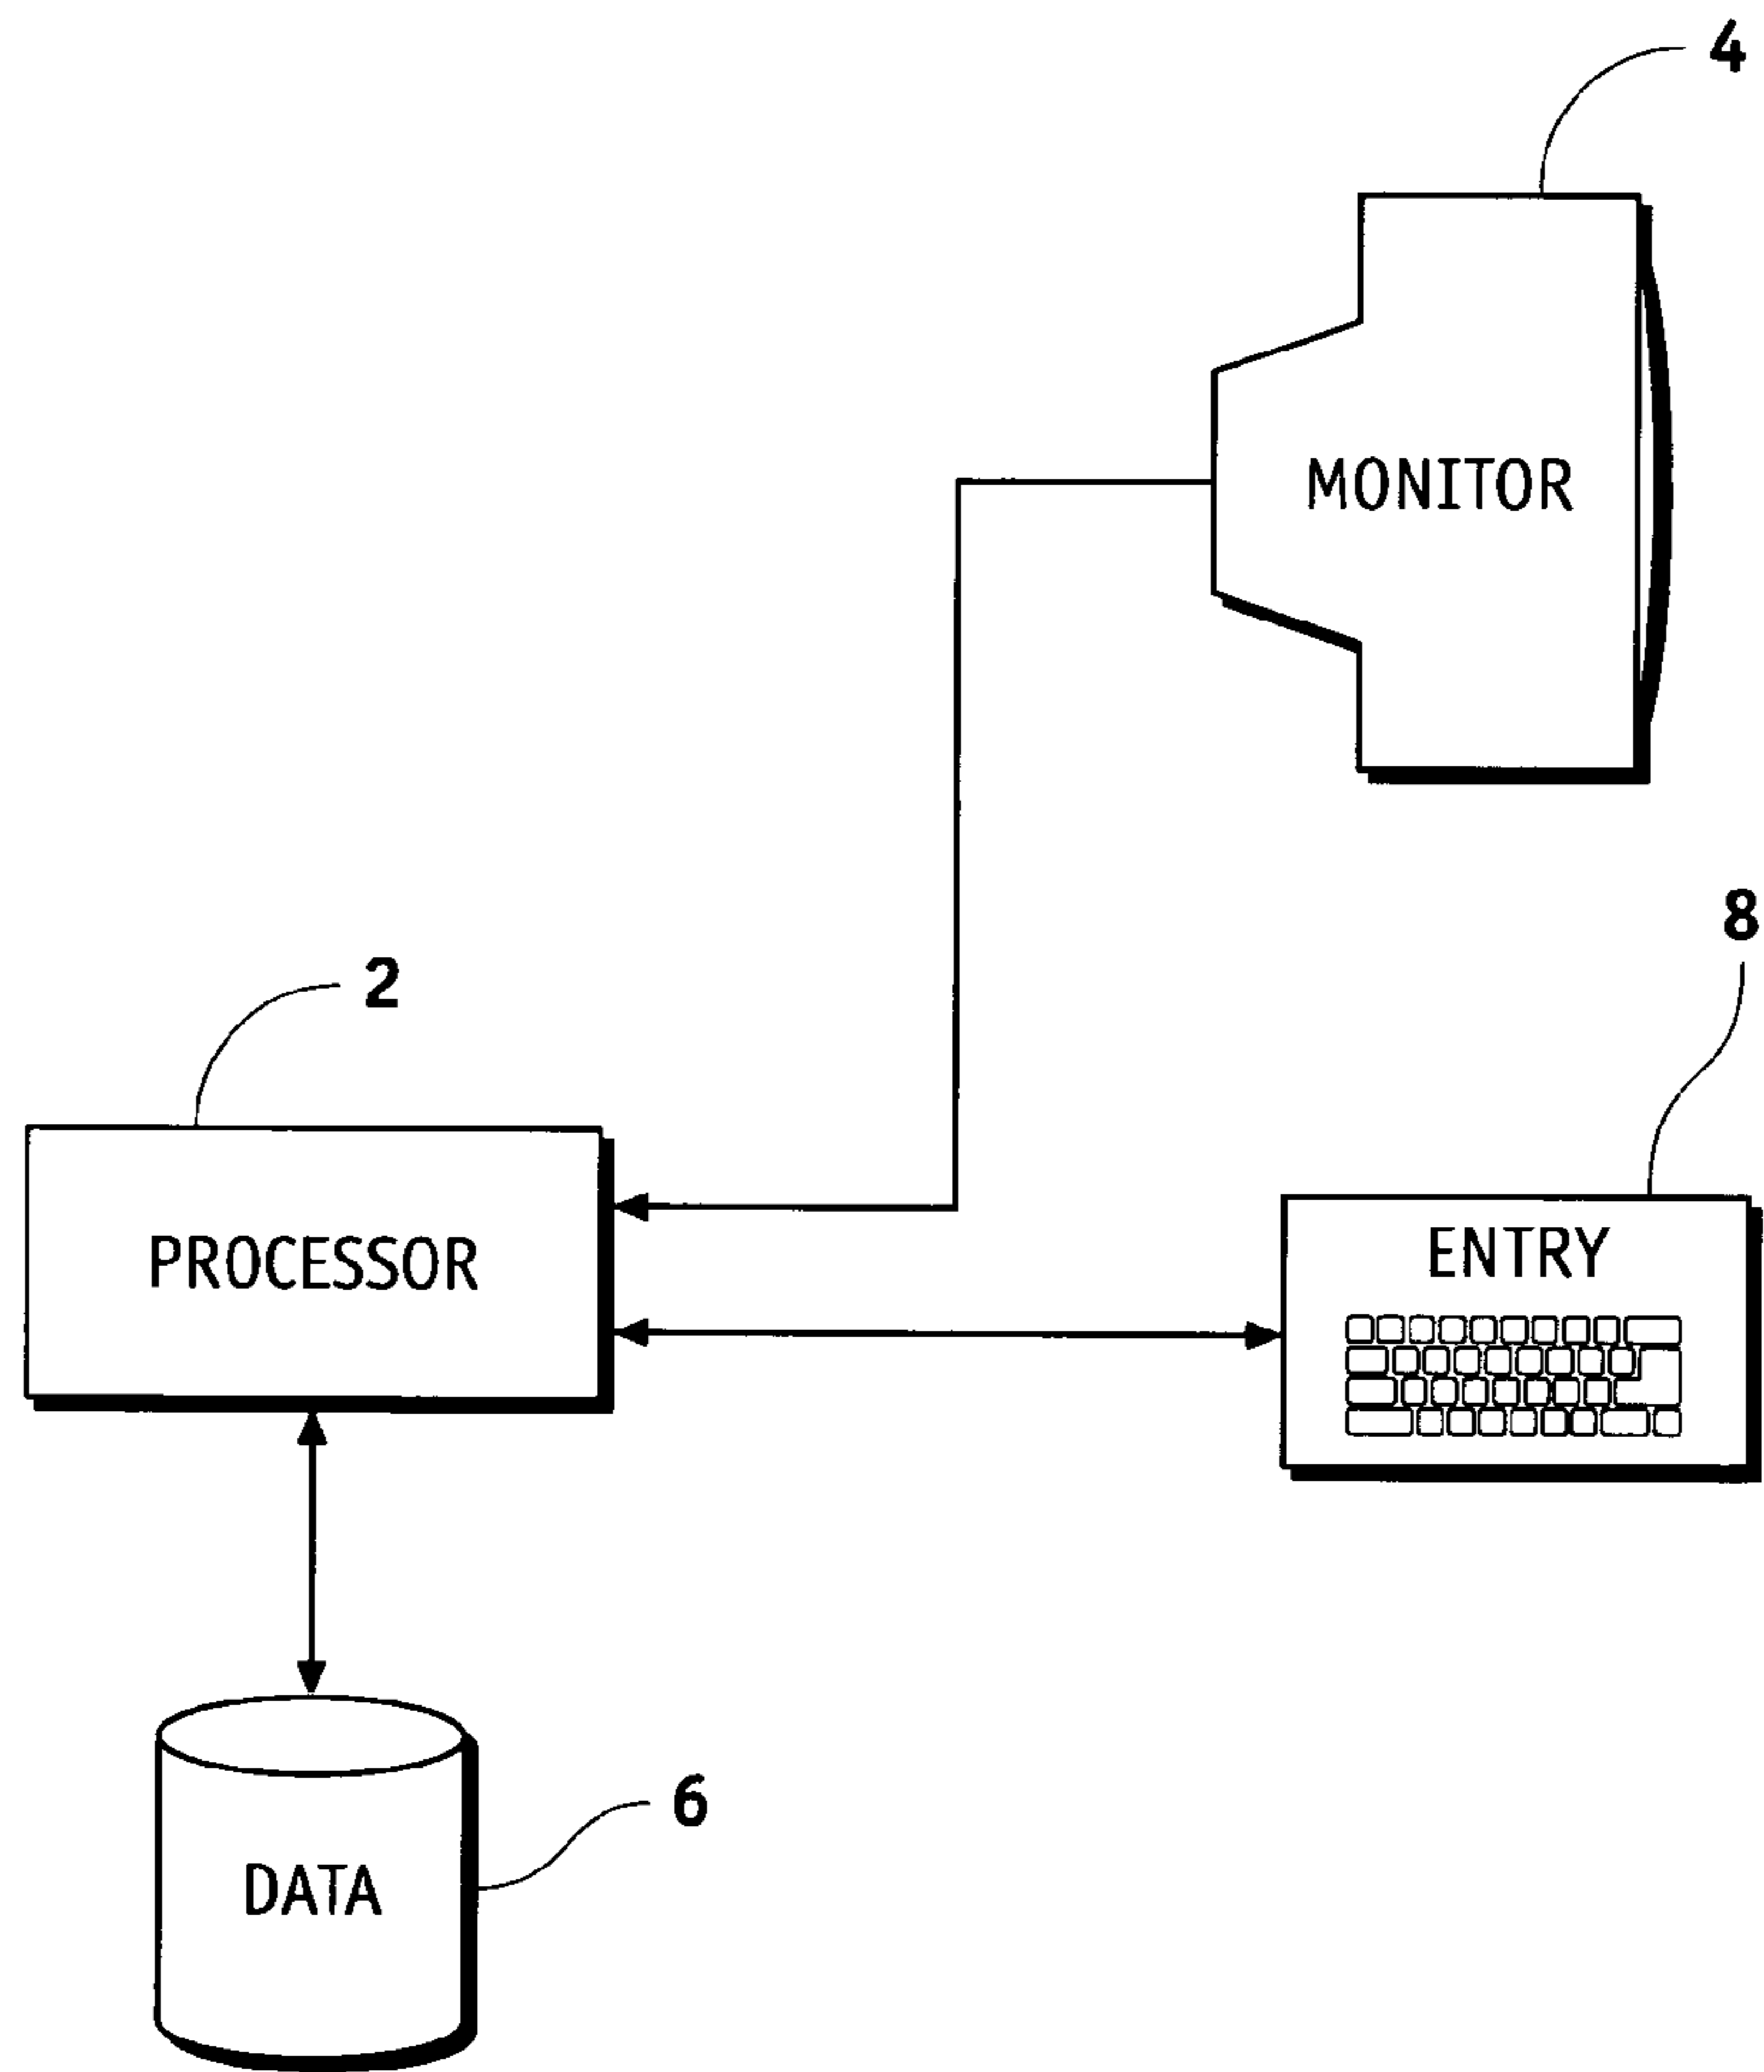 4
MONITOR
8
2
PROCESSOR
ENTRY
6
DATA